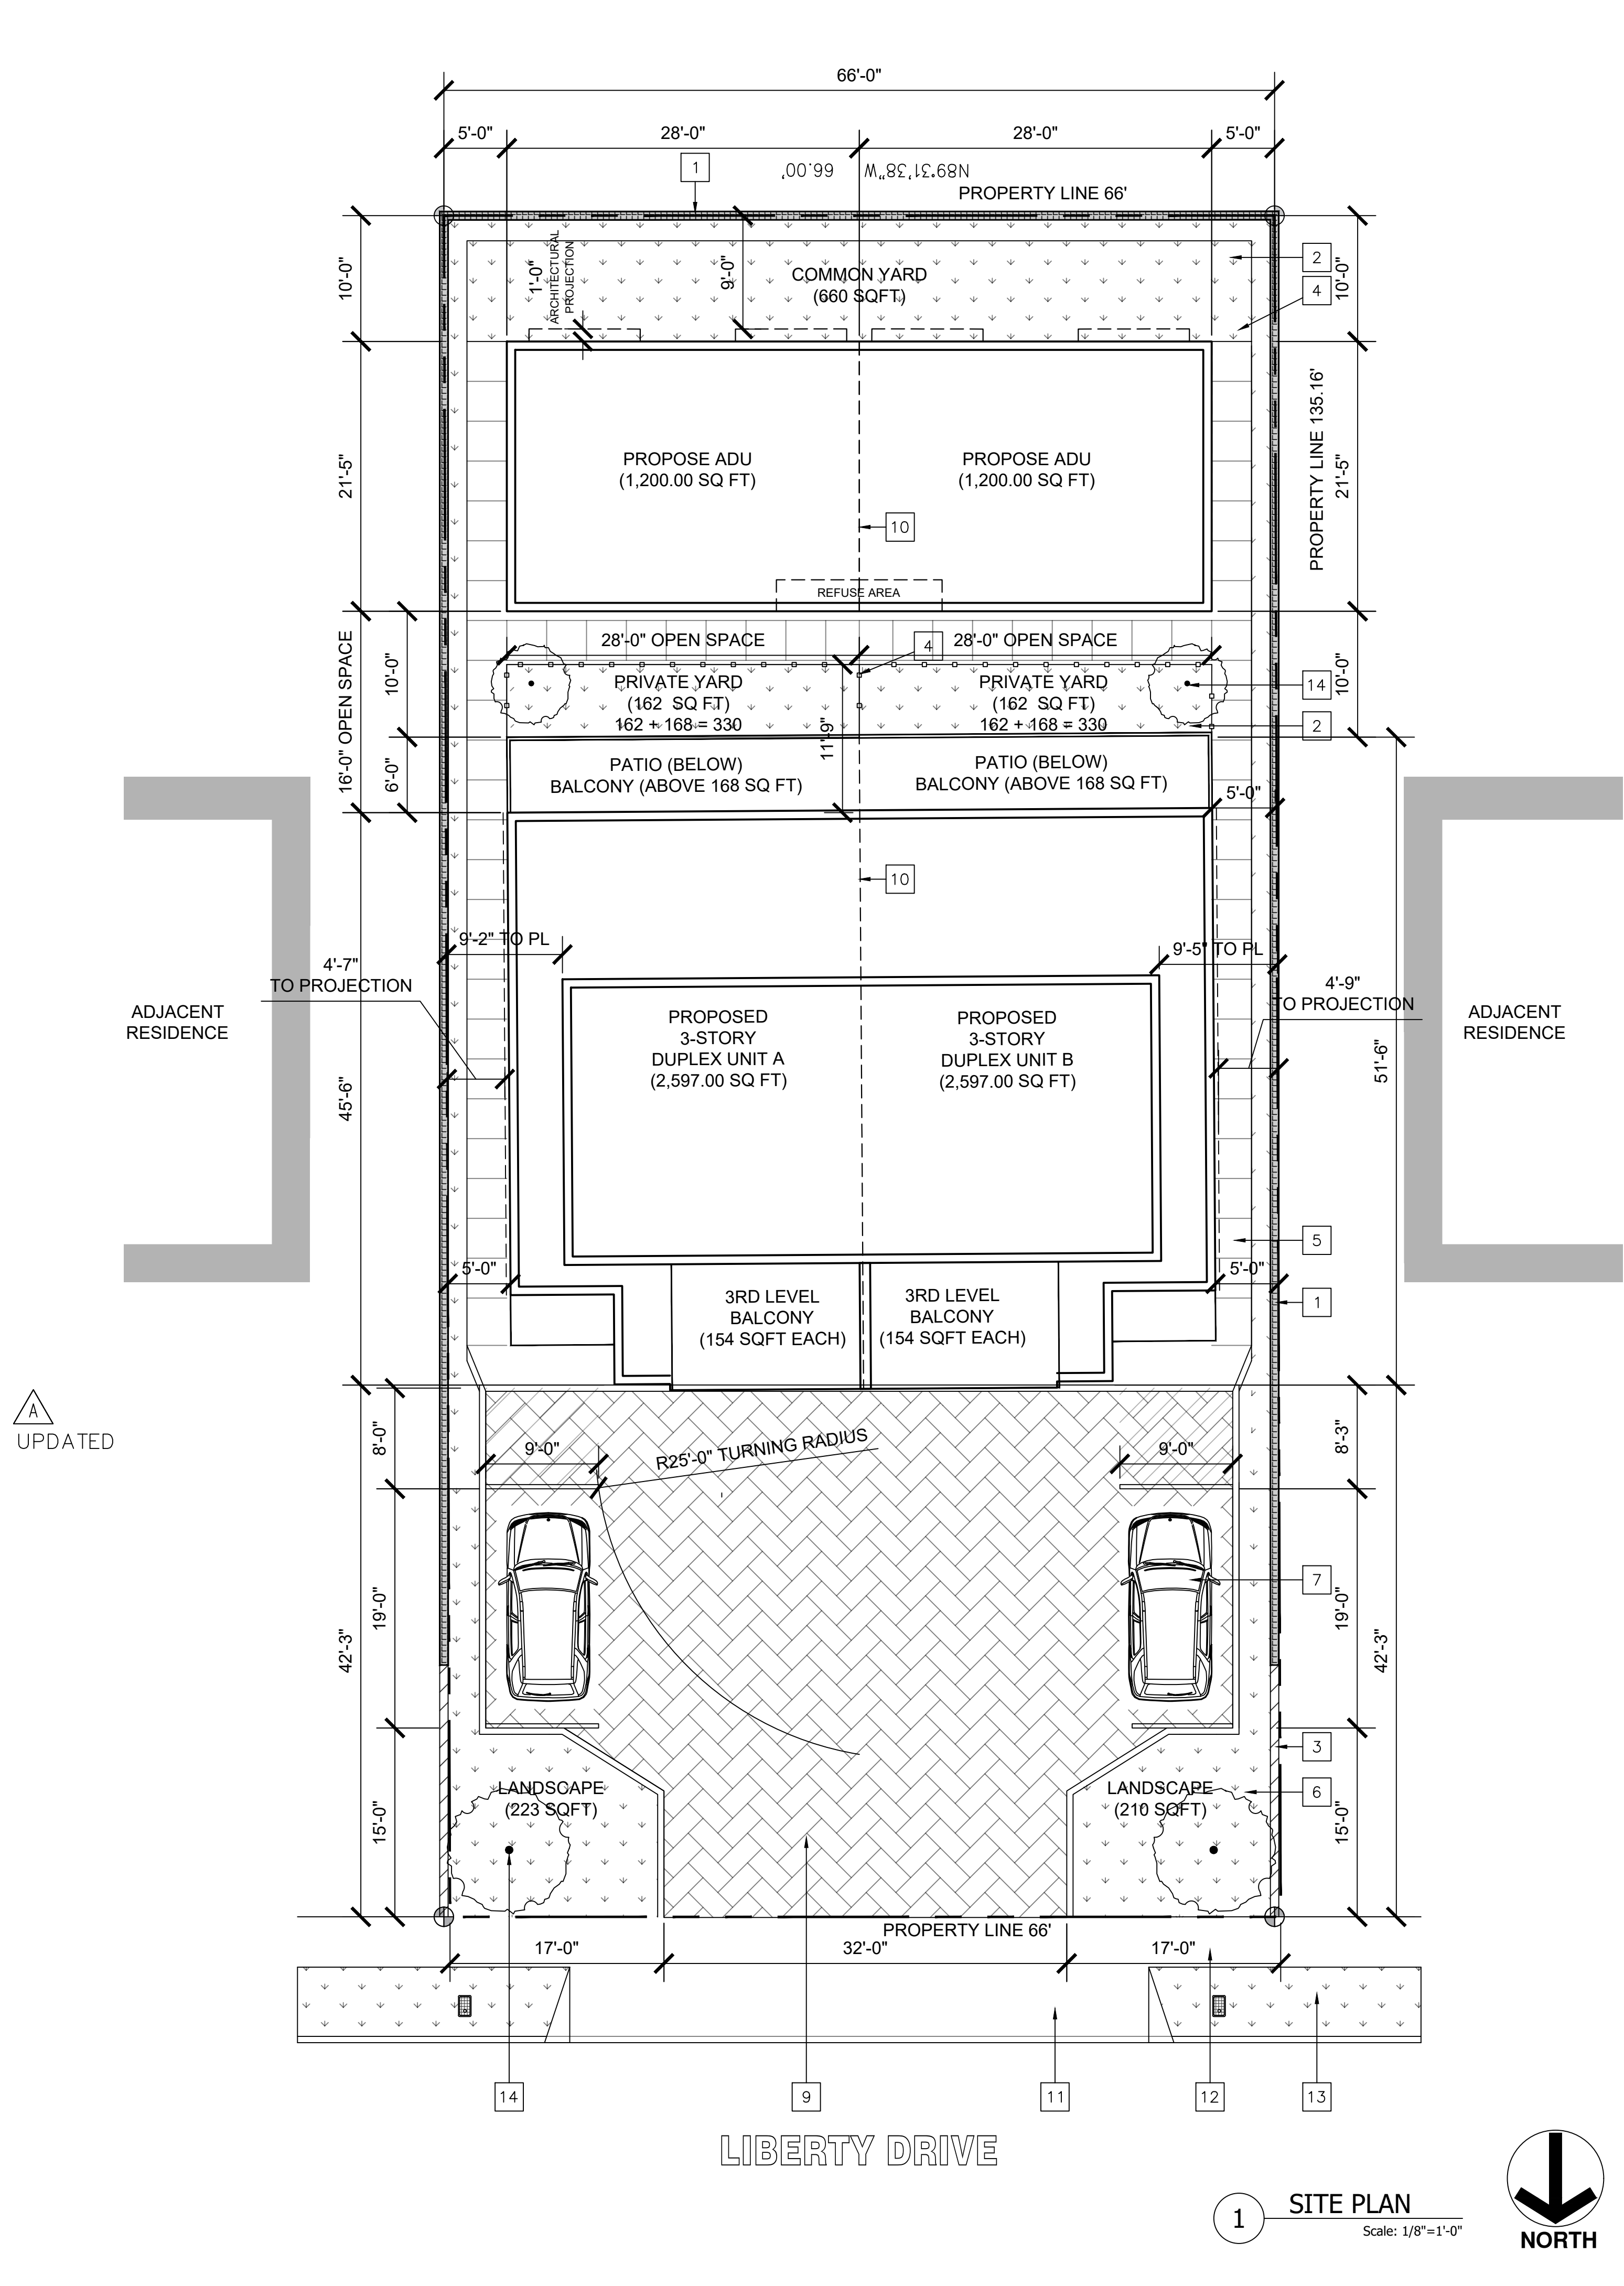 66'-0"
5'-0"
28'-0"
28'-0"
5'-0"
1
66.00'
N89°31'38"W
PROPERTY LINE 66'
10'-0"
1'-0"
ARCHITECTURAL
PROJECTION
9'-0"
COMMON YARD
(660 SQFT)
2
4
10'-0"
21'-5"
PROPOSE ADU
(1,200.00 SQ FT)
PROPOSE ADU
(1,200.00 SQ FT)
PROPERTY LINE 135.16'
21'-5"
10
REFUSE AREA
16'-0" OPEN SPACE
10'-0"
28'-0" OPEN SPACE
4
28'-0" OPEN SPACE
PRIVATE YARD
(162 SQ FT)
162 + 168 = 330
PRIVATE YARD
(162 SQ FT)
162 + 168 = 330
14
10'-0"
2
11'-9"
6'-0"
PATIO (BELOW)
BALCONY (ABOVE 168 SQ FT)
PATIO (BELOW)
BALCONY (ABOVE 168 SQ FT)
5'-0"
10
9'-2" TO PL
9'-5" TO PL
4'-7"
TO PROJECTION
4'-9"
TO PROJECTION
ADJACENT
RESIDENCE
ADJACENT
RESIDENCE
PROPOSED
3-STORY
DUPLEX UNIT A
(2,597.00 SQ FT)
PROPOSED
3-STORY
DUPLEX UNIT B
(2,597.00 SQ FT)
45'-6"
51'-6"
5
5'-0"
5'-0"
3RD LEVEL
BALCONY
(154 SQFT EACH)
3RD LEVEL
BALCONY
(154 SQFT EACH)
1
A
UPDATED
8'-0"
9'-0"
R25'-0" TURNING RADIUS
9'-0"
8'-3"
7
19'-0"
19'-0"
42'-3"
42'-3"
3
LANDSCAPE
(223 SQFT)
LANDSCAPE
(210 SQFT)
6
15'-0"
15'-0"
PROPERTY LINE 66'
17'-0"
32'-0"
17'-0"
14
9
11
12
13
LIBERTY DRIVE
1
SITE PLAN
Scale: 1/8"=1'-0"
NORTH